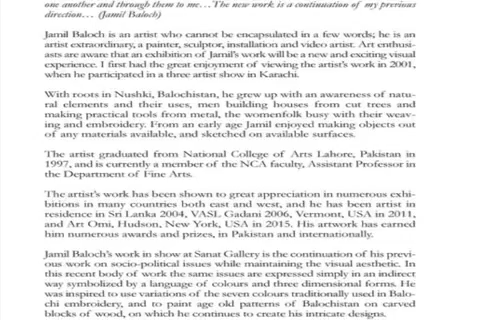 one another and through them to me…The new work is a continuation of my previous
direction… (Jamil Baloch)
Jamil Baloch is an artist who cannot be encapsulated in a few words; he is an
artist extraordinary, a painter, sculptor, installation and video artist. Art enthusi-
asts are aware that an exhibition of Jamil's work will be a new and exciting visual
experience. I first had the great enjoyment of viewing the artist's work in 2001,
when he participated in a three artist show in Karachi.
With roots in Nushki, Balochistan, he grew up with an awareness of natu-
ral elements and their uses, men building houses from cut trees and
making practical tools from metal, the womenfolk busy with their weav-
ing and embroidery. From an early age Jamil enjoyed making objects out
of any materials available, and sketched on available surfaces.
The artist graduated from National College of Arts Lahore, Pakistan in
1997, and is currently a member of the NCA faculty, Assistant Professor in
the Department of Fine Arts.
The artist's work has been shown to great appreciation in numerous exhi-
bitions in many countries both east and west, and he has been artist in
residence in Sri Lanka 2004, VASL Gadani 2006, Vermont, USA in 2011,
and Art Omi, Hudson, New York, USA in 2015. His artwork has earned
him numerous awards and prizes, in Pakistan and internationally.
Jamil Baloch's work in show at Sanat Gallery is the continuation of his previ-
ous work on socio-political issues while maintaining the visual aesthetic. In
this recent body of work the same issues are expressed simply in an indirect
way symbolized by a language of colours and three dimensional forms. He
was inspired to use variations of the seven colours traditionally used in Balo-
chi embroidery, and to paint age old patterns of Balochistan on carved
blocks of wood, on which he continues to create his intricate designs.